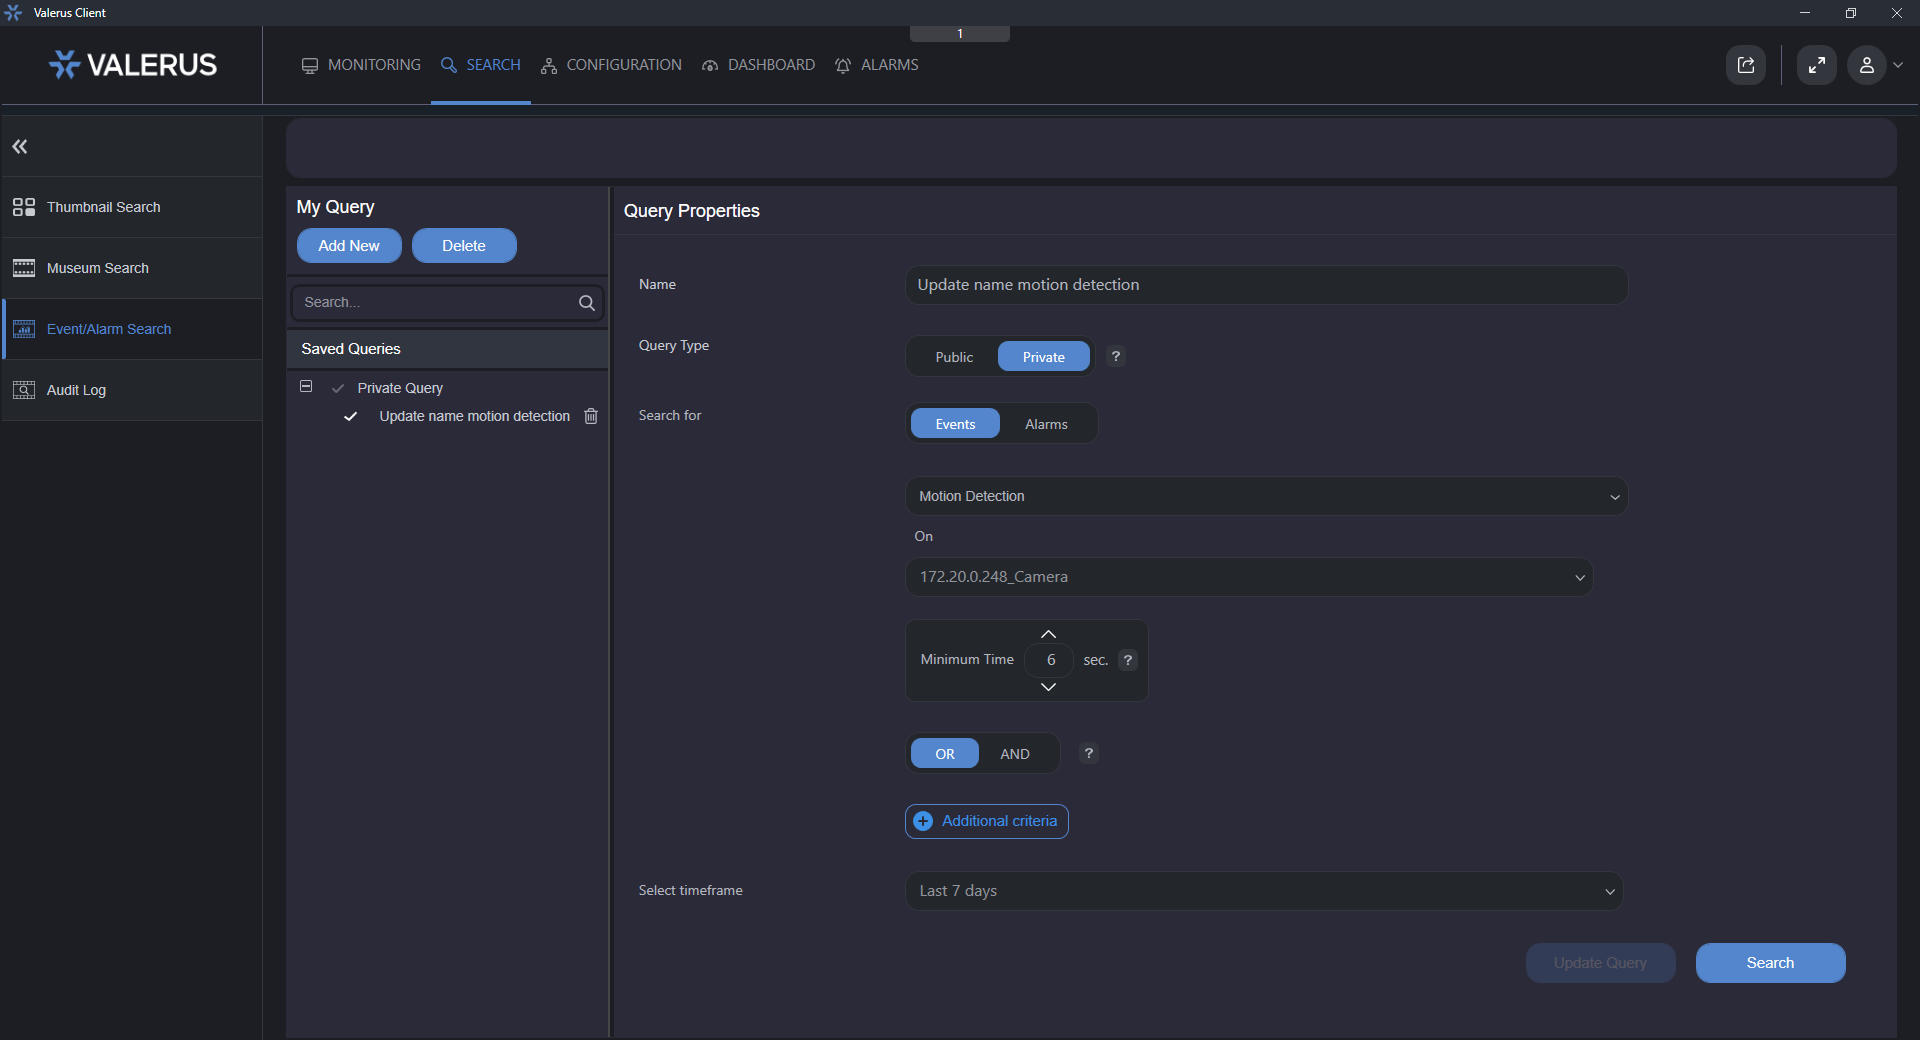 Valerus Client
1
VALERUS
MONITORING
SEARCH
CONFIGURATION
DASHBOARD
ALARMS
Thumbnail Search
Museum Search
Event/Alarm Search
Audit Log
My Query
Add New
Delete
Search...
Saved Queries
Private Query
Update name motion detection
Query Properties
Name
Update name motion detection
Query Type
Public
Private
?
Search for
Events
Alarms
Motion Detection
On
172.20.0.248_Camera
Minimum Time
6
sec.
?
OR
AND
?
Additional criteria
Select timeframe
Last 7 days
Update Query
Search